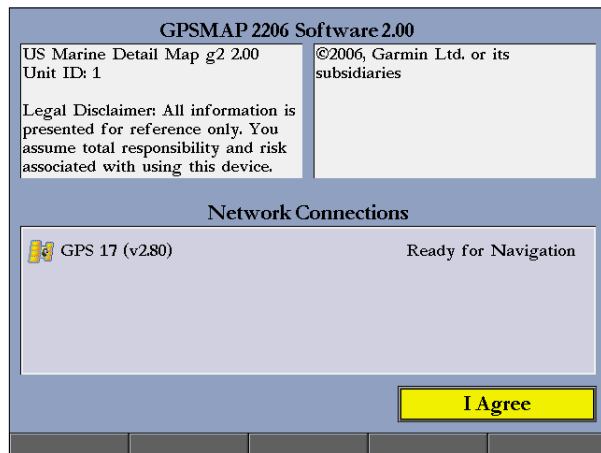 GPSMAP 2206 Software 2.00
US Marine Detail Map g2 2.00
Unit ID: 1
Legal Disclaimer: All information is
presented for reference only. You
assume total responsibility and risk
associated with using this device.
©2006, Garmin Ltd. or its
subsidiaries
Network Connections
GPS 17 (v2.80)
Ready for Navigation
I Agree